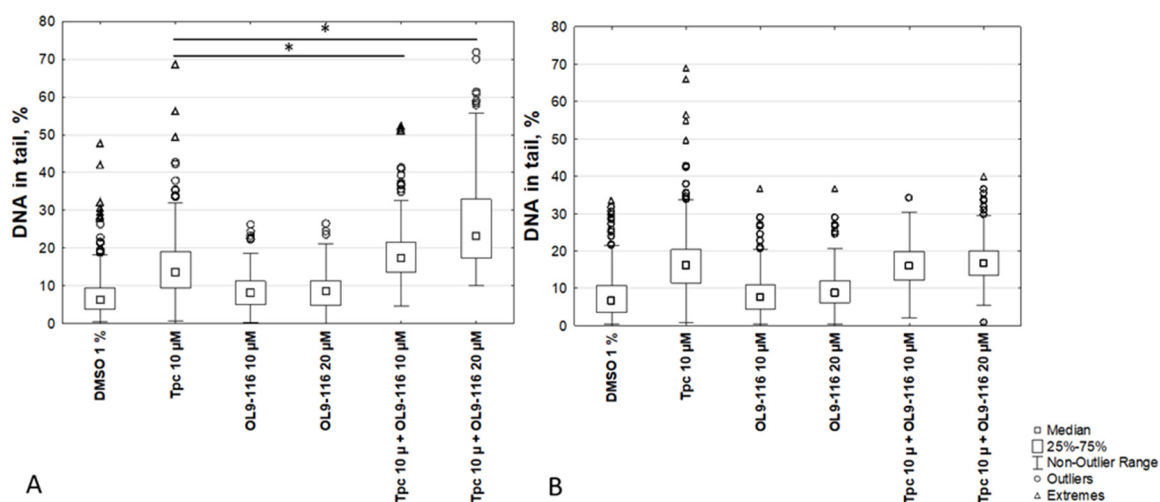 DNA in tail, %
80
70
60
50
40
30
20
10
0
*
*
DMSO 1 %
Tpc 10 µM
OL9-116 10 µM
OL9-116 20 µM
Tpc 10 µ + OL9-116 10 µM
Tpc 10 µ + OL9-116 20 µM
A
DNA in tail, %
80
70
60
50
40
30
20
10
0
DMSO 1 %
Tpc 10 µM
OL9-116 10 µM
OL9-116 20 µM
Tpc 10 µ + OL9-116 10 µM
Tpc 10 µ + OL9-116 20 µM
B
Median
25%-75%
Non-Outlier Range
Outliers
Extremes